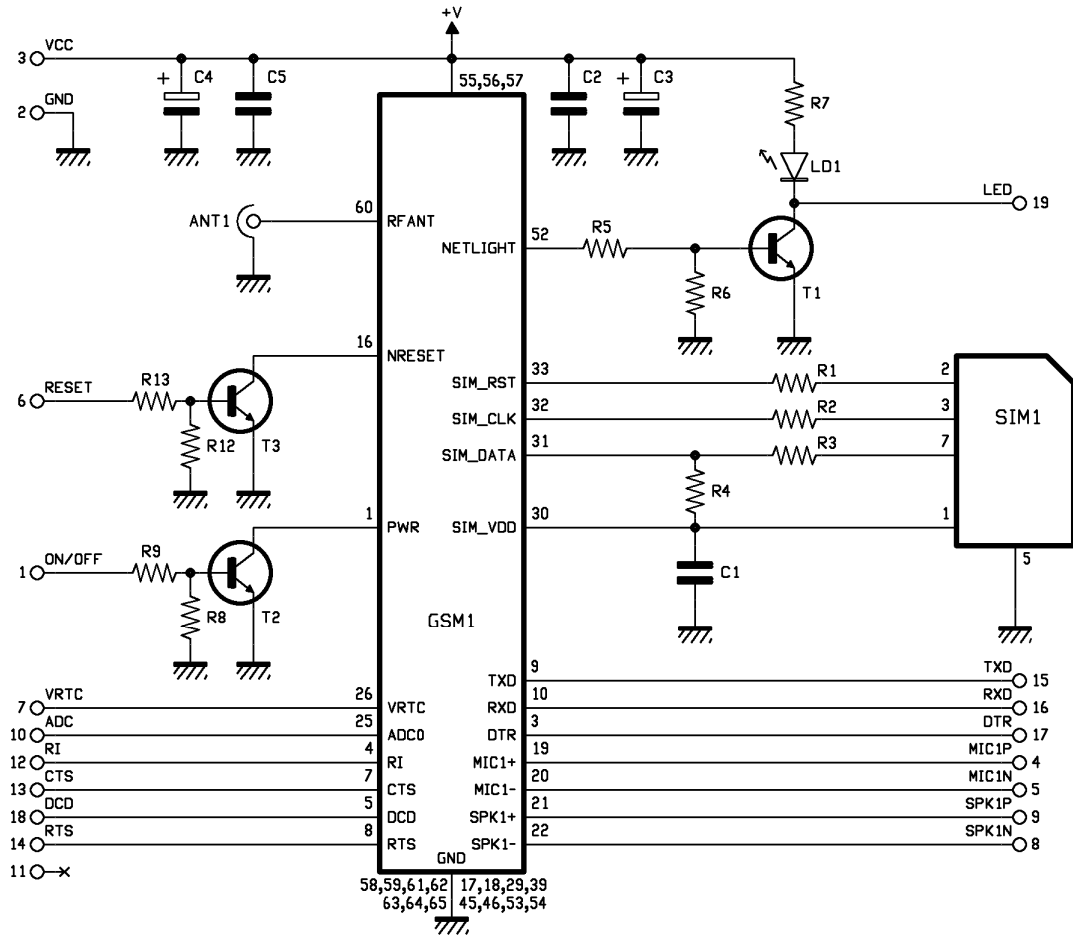 +V
3 VCC
+ C4
C5
55,56,57
C2
+ C3
R7
2 GND
LD1
LED 19
ANT1
60 RFANT
NETLIGHT 52
R5
R6
T1
16 NRESET
6 RESET
R13
R12
T3
SIM_RST 33
R1
2
SIM_CLK 32
R2
3
SIM1
SIM_DATA 31
R3
7
R4
1 PWR
SIM_VDD 30
1
1 ON/OFF
R9
R8
T2
C1
5
GSM1
TXD 9
TXD 15
RXD 10
RXD 16
7 VRTC
26 VRTC
DTR 3
DTR 17
10 ADC
25 ADC0
MIC1+ 19
MIC1P 4
12 RI
4 RI
MIC1- 20
MIC1N 5
13 CTS
7 CTS
SPK1+ 21
SPK1P 9
18 DCD
5 DCD
SPK1- 22
SPK1N 8
14 RTS
8 RTS
11
GND
58,59,61,62
63,64,65
17,18,29,39
45,46,53,54